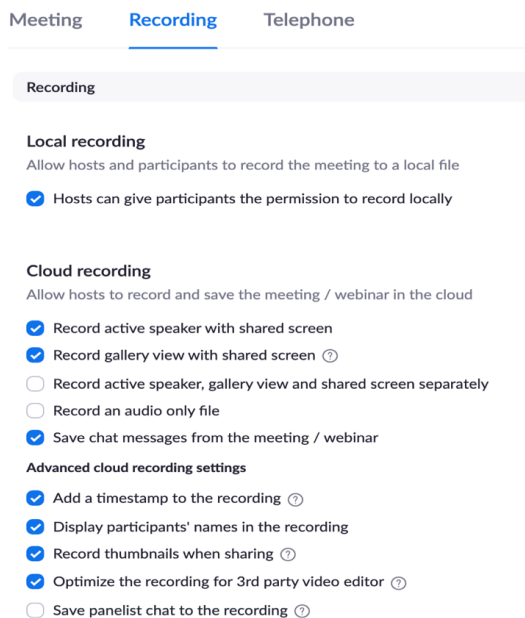 Meeting Recording Telephone
Recording
Local recording
Allow hosts and participants to record the meeting to a local file
Hosts can give participants the permission to record locally
Cloud recording
Allow hosts to record and save the meeting / webinar in the cloud
Record active speaker with shared screen
Record gallery view with shared screen ?
Record active speaker, gallery view and shared screen separately
Record an audio only file
Save chat messages from the meeting / webinar
Advanced cloud recording settings
Add a timestamp to the recording ?
Display participants' names in the recording
Record thumbnails when sharing ?
Optimize the recording for 3rd party video editor ?
Save panelist chat to the recording ?